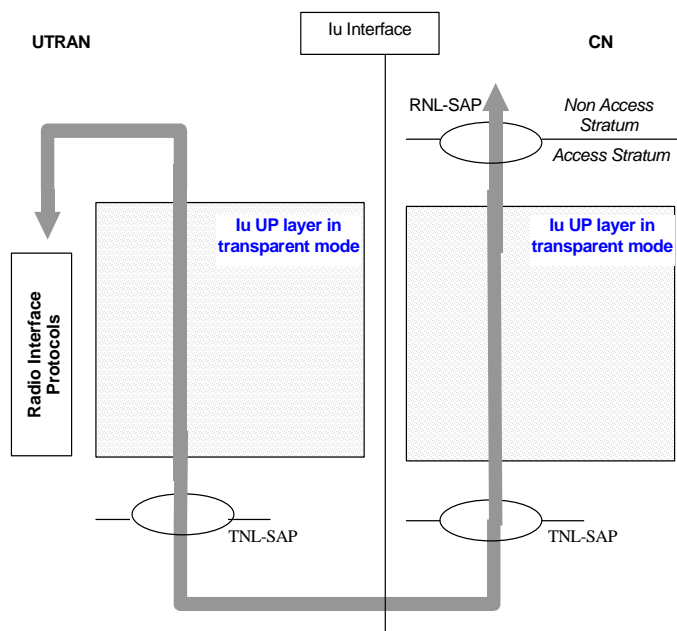 Iu Interface
UTRAN
CN
RNL-SAP
Non Access
Stratum
Access Stratum
Iu UP layer in
transparent mode
Iu UP layer in
transparent mode
Radio Interface
Protocols
TNL-SAP
TNL-SAP